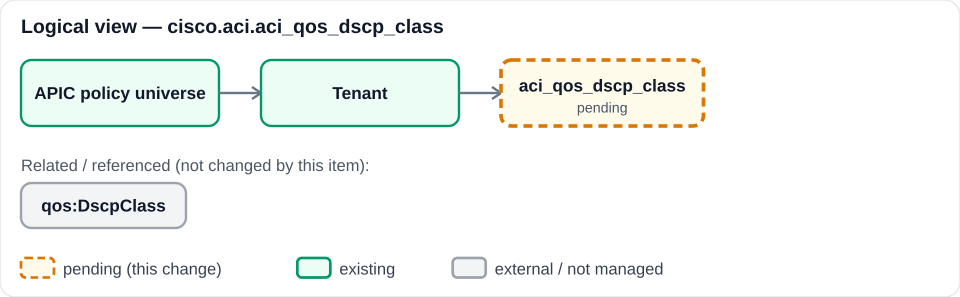 Logical view — cisco.aci.aci_qos_dscp_class
APIC policy universe
Tenant
aci_qos_dscp_class
pending
Related / referenced (not changed by this item):
qos:DscpClass
pending (this change)
existing
external / not managed